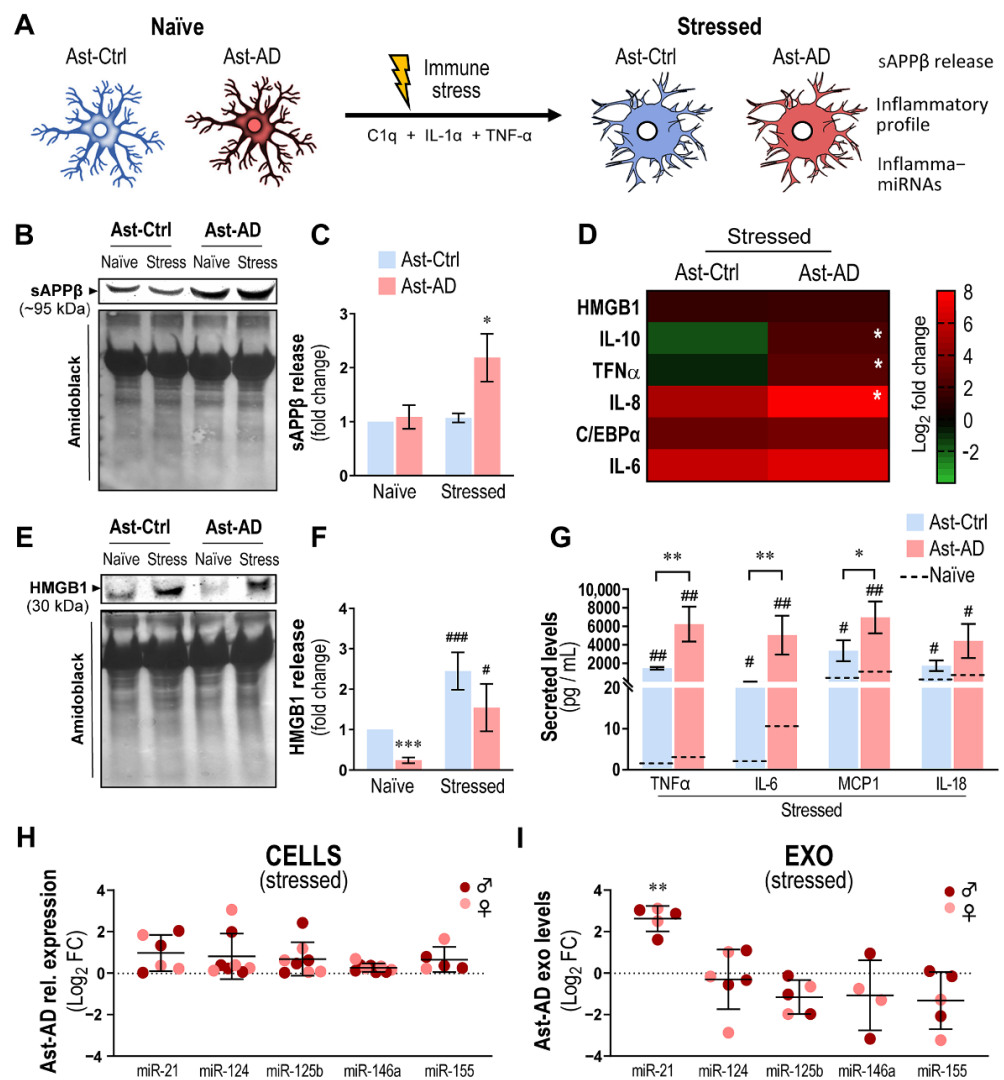 A
Naïve
Stressed
Ast-Ctrl
Ast-AD
Immune
stress
C1q + IL-1α + TNF-α
Ast-Ctrl
Ast-AD
sAPPβ release
Inflammatory
profile
Inflamma–
miRNAs
B
Ast-Ctrl Ast-AD
Naïve Stress Naïve Stress
sAPPβ
(~95 kDa)
Amidoblack
C
Ast-Ctrl
Ast-AD
sAPPβ release
(fold change)
3
2
1
0
*
Naïve Stressed
D
Stressed
Ast-Ctrl Ast-AD
HMGB1
IL-10 *
TFNα *
IL-8 *
C/EBPα
IL-6
Log2 fold change
8
6
4
2
0
-2
E
Ast-Ctrl Ast-AD
Naïve Stress Naïve Stress
HMGB1
(30 kDa)
Amidoblack
F
HMGB1 release
(fold change)
4
3
2
1
0
***
###
#
Naïve Stressed
G
Ast-Ctrl
Ast-AD
Naïve
Secreted levels
(pg / mL)
10,000
8000
6000
4000
2000
20
10
0
** ** *
## ## # ## # ## # #
TNFα IL-6 MCP1 IL-18
Stressed
H
CELLS
(stressed)
♂
♀
Ast-AD rel. expression
(Log2 FC)
4
2
0
−2
−4
miR-21 miR-124 miR-125b miR-146a miR-155
I
EXO
(stressed)
♂
♀
Ast-AD exo levels
(Log2 FC)
4
2
0
−2
−4
**
miR-21 miR-124 miR-125b miR-146a miR-155